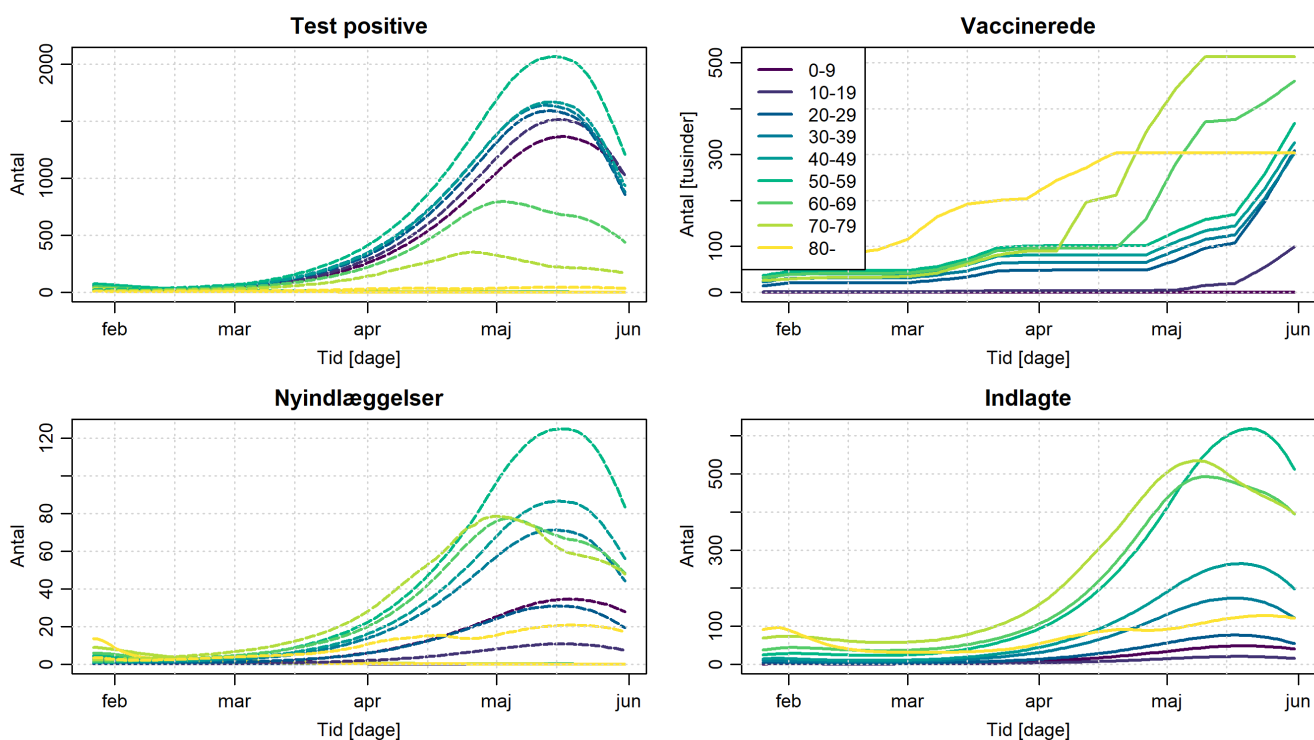 Test positive
Antal
2000
1000
500
0
feb
mar
apr
maj
jun
Tid [dage]
Vaccinerede
Antal [tusinder]
500
300
100
0
0-9
10-19
20-29
30-39
40-49
50-59
60-69
70-79
80-
feb
mar
apr
maj
jun
Tid [dage]
Nyindlæggelser
Antal
120
80
60
40
20
0
feb
mar
apr
maj
jun
Tid [dage]
Indlagte
Antal
500
300
100
0
feb
mar
apr
maj
jun
Tid [dage]